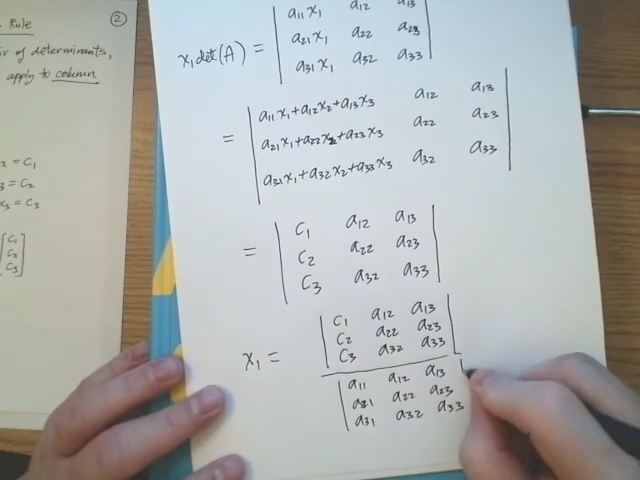 Rule
②
of determinants,
apply to column
= C₁
= C₂
x₃ = C₃
C₁
C₂
C₃
a₁₁x₁ a₁₂ a₁₃
x₁det(A) = | a₂₁x₁ a₂₂ a₂₃ |
a₃₁x₁ a₃₂ a₃₃
a₁₁x₁+a₁₂x₂+a₁₃x₃ a₁₂ a₁₃
= | a₂₁x₁+a₂₂x₂+a₂₃x₃ a₂₂ a₂₃ |
a₃₁x₁+a₃₂x₂+a₃₃x₃ a₃₂ a₃₃
C₁ a₁₂ a₁₃
= | C₂ a₂₂ a₂₃ |
C₃ a₃₂ a₃₃
C₁ a₁₂ a₁₃
C₂ a₂₂ a₂₃
C₃ a₃₂ a₃₃
x₁ =
a₁₁ a₁₂ a₁₃
a₂₁ a₂₂ a₂₃
a₃₁ a₃₂ a₃₃